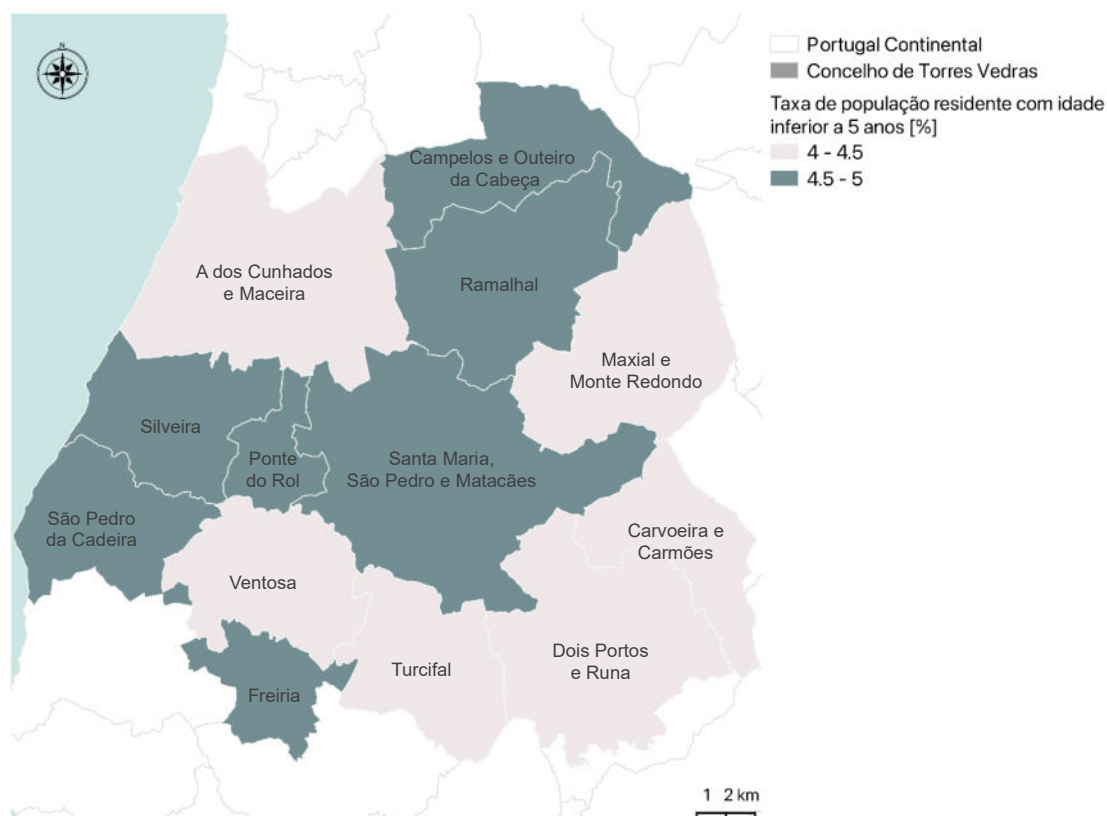 N
Portugal Continental
Concelho de Torres Vedras
Taxa de população residente com idade
inferior a 5 anos [%]
4 - 4.5
4.5 - 5
Campelos e Outeiro
da Cabeça
A dos Cunhados
e Maceira
Ramalhal
Maxial e
Monte Redondo
Silveira
Ponte
do Rol
Santa Maria,
São Pedro e Matacães
São Pedro
da Cadeira
Carvoeira e
Carmões
Ventosa
Dois Portos
e Runa
Turcifal
Freiria
1 2 km